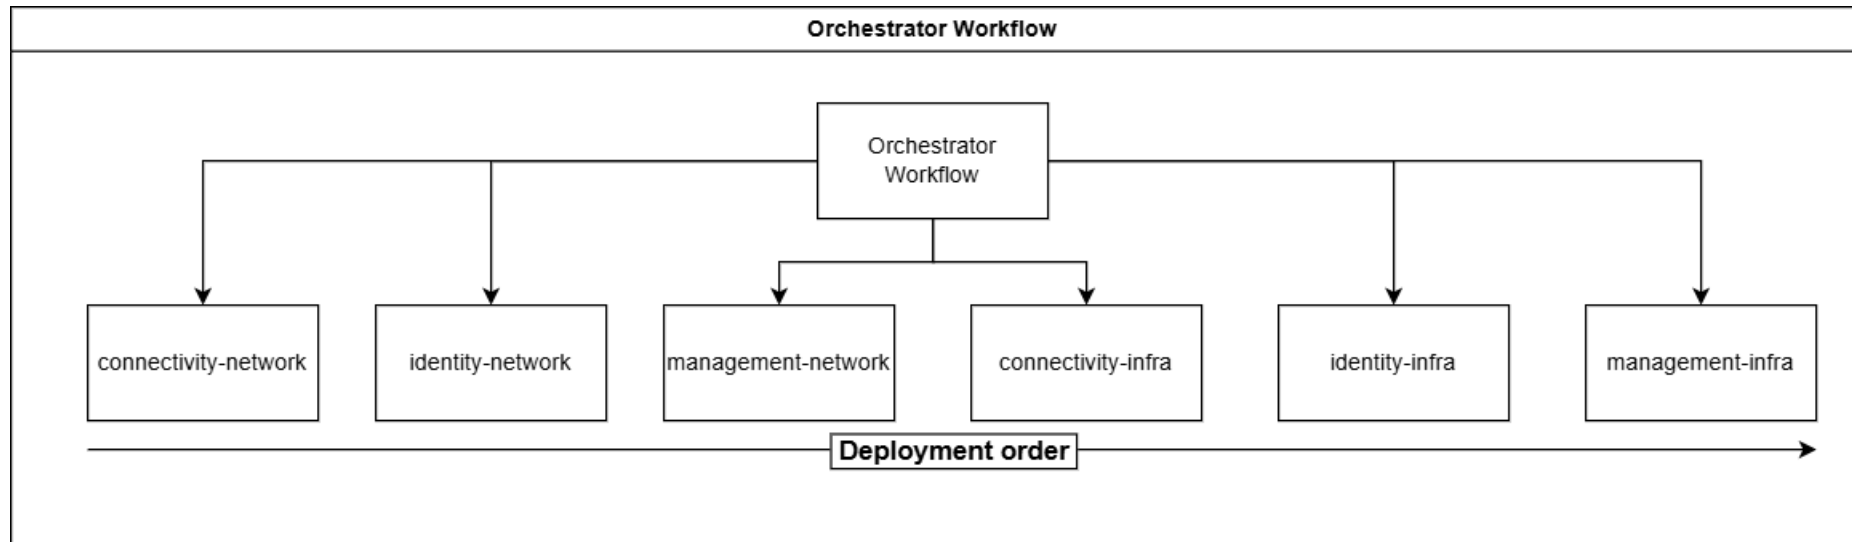 Orchestrator Workflow
Orchestrator
Workflow
connectivity-network
identity-network
management-network
connectivity-infra
identity-infra
management-infra
Deployment order